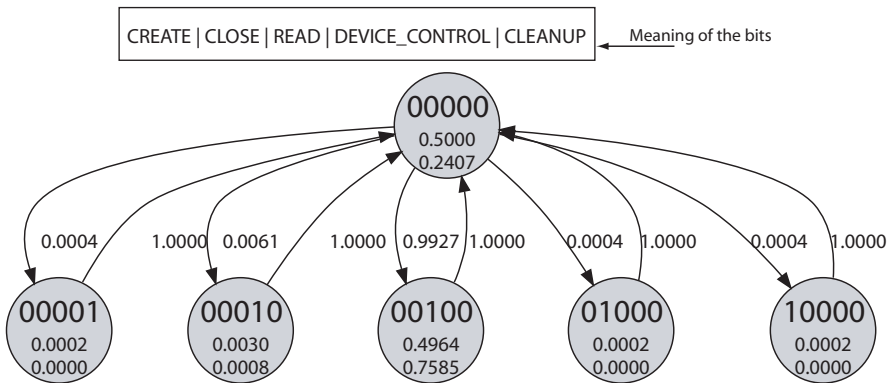 CREATE | CLOSE | READ | DEVICE_CONTROL | CLEANUP
Meaning of the bits
00000
0.5000
0.2407
0.0004 1.0000 0.0061 1.0000 0.9927 1.0000 0.0004 1.0000 0.0004 1.0000
00001 00010 00100 01000 10000
0.0002 0.0030 0.4964 0.0002 0.0002
0.0000 0.0008 0.7585 0.0000 0.0000